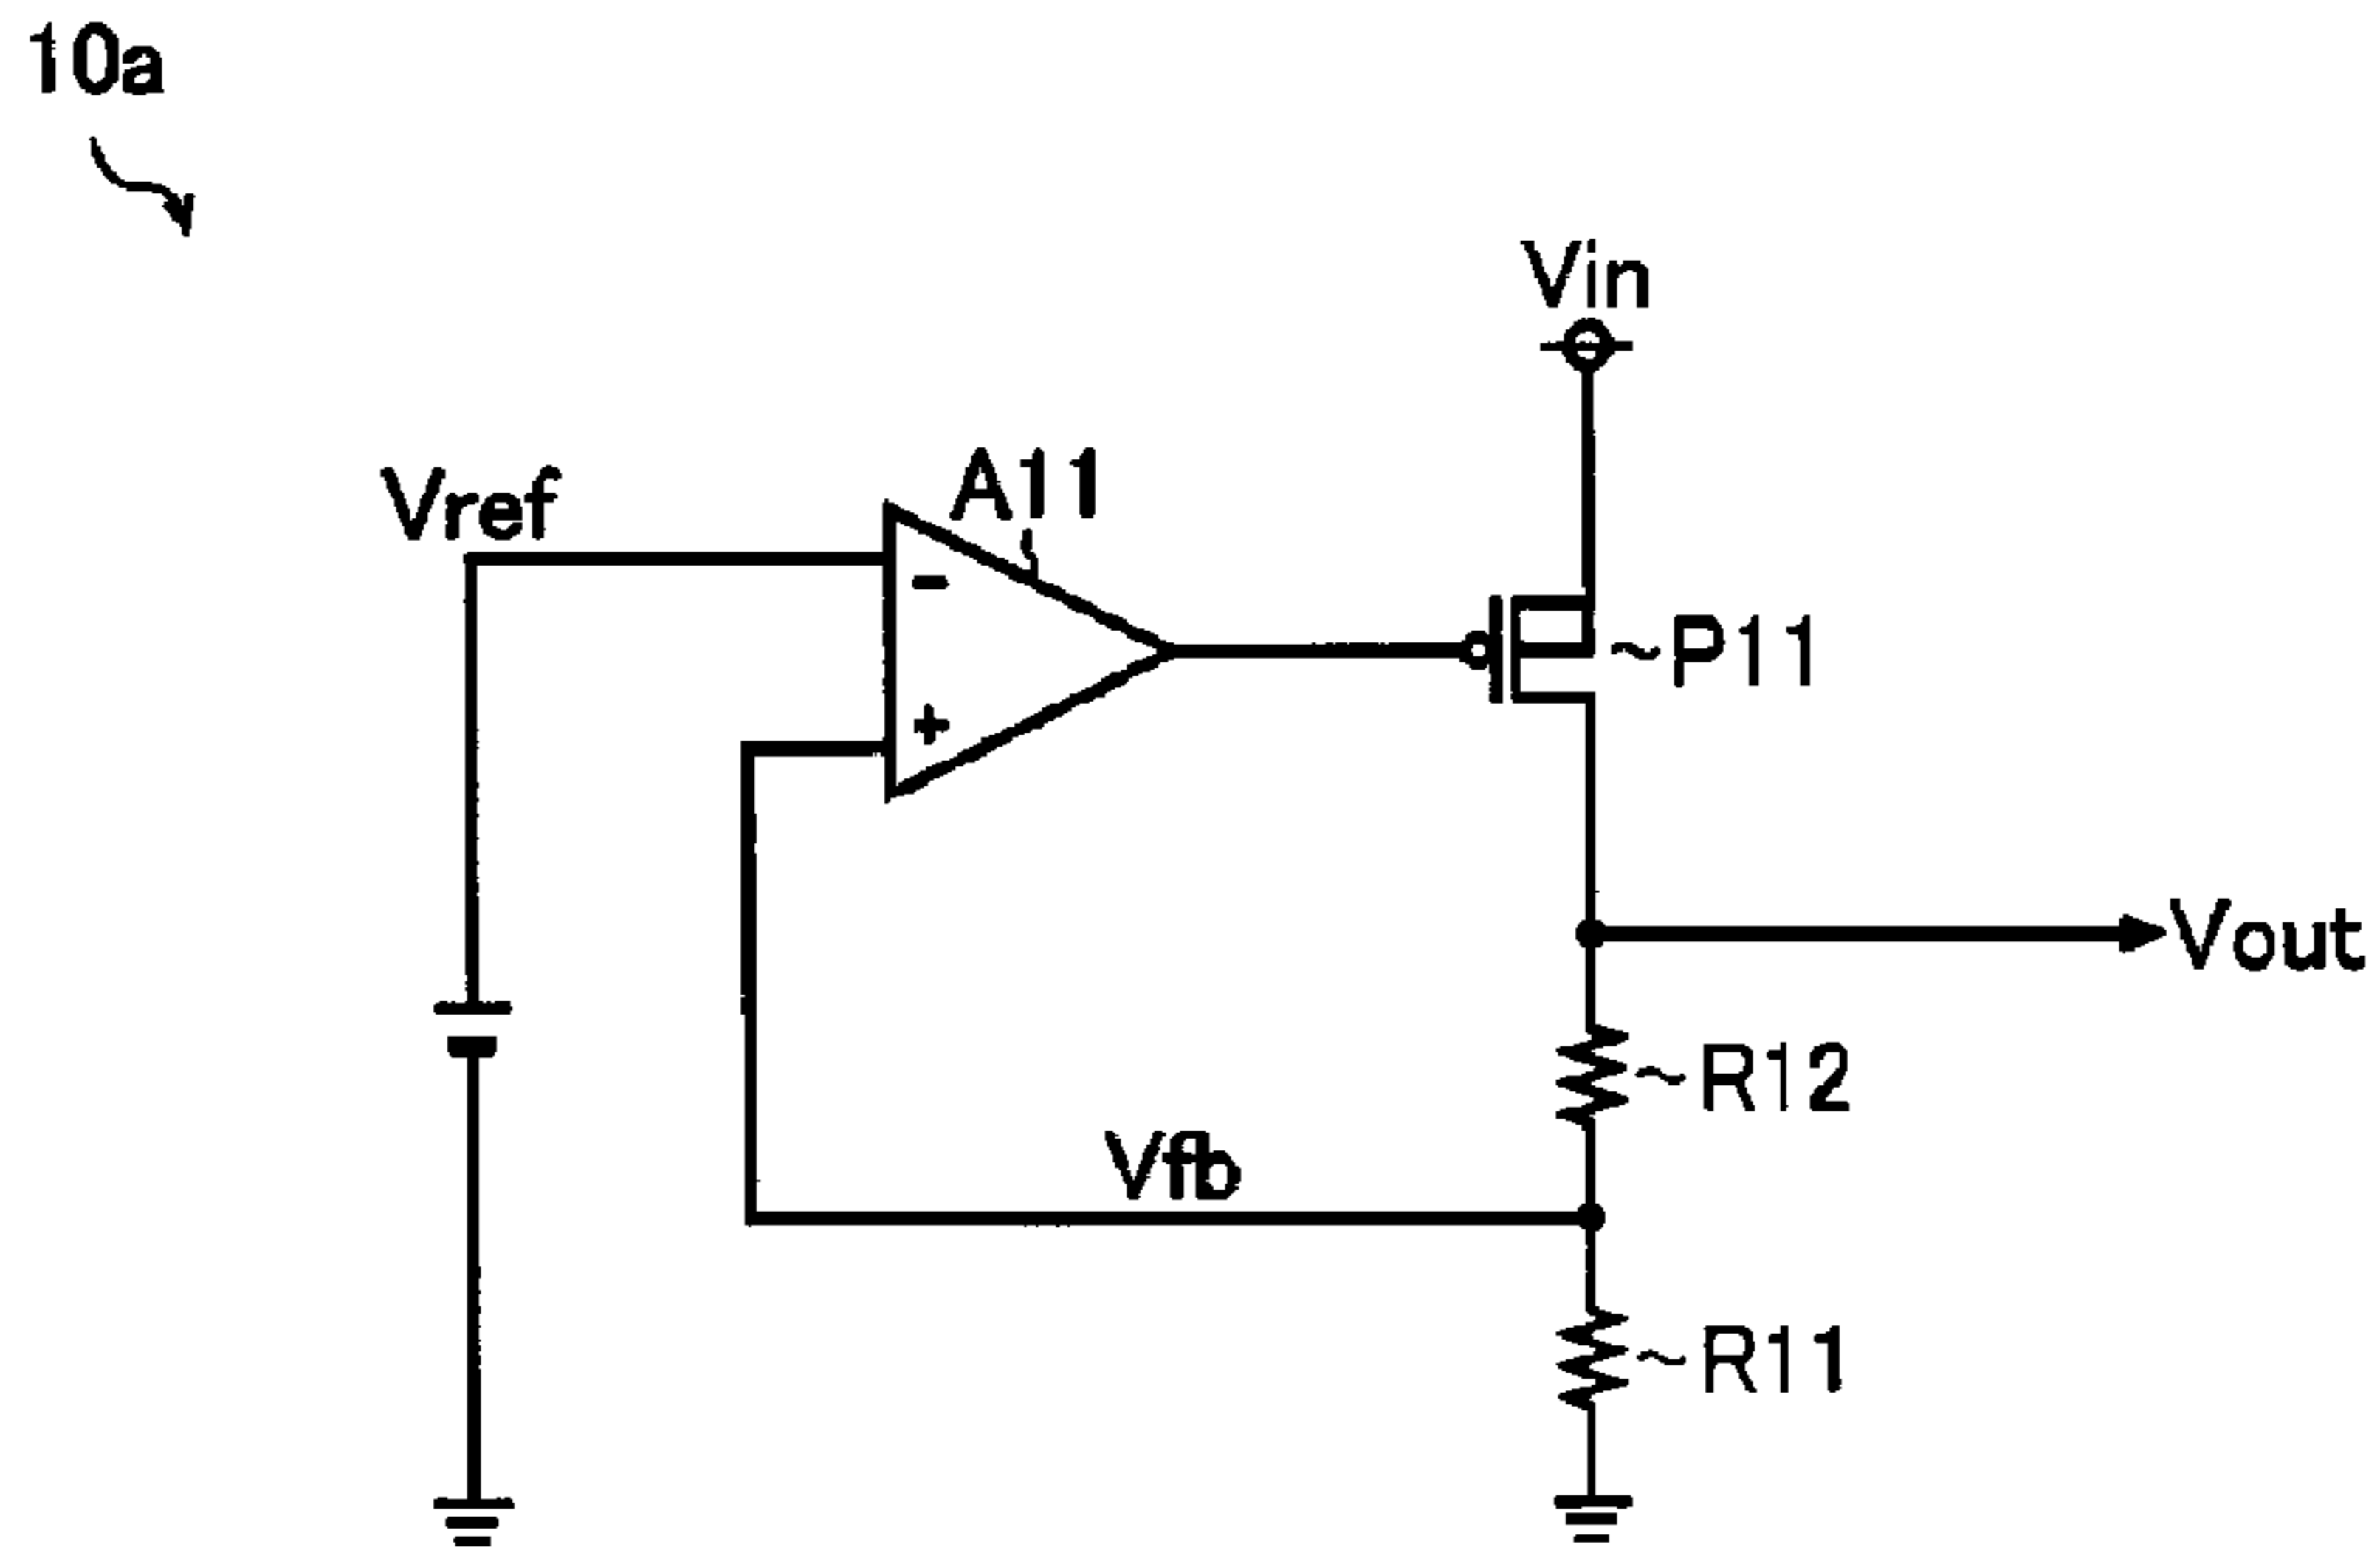 10a
Vin
Vref
A11
-
+
P11
Vout
R12
Vfb
R11